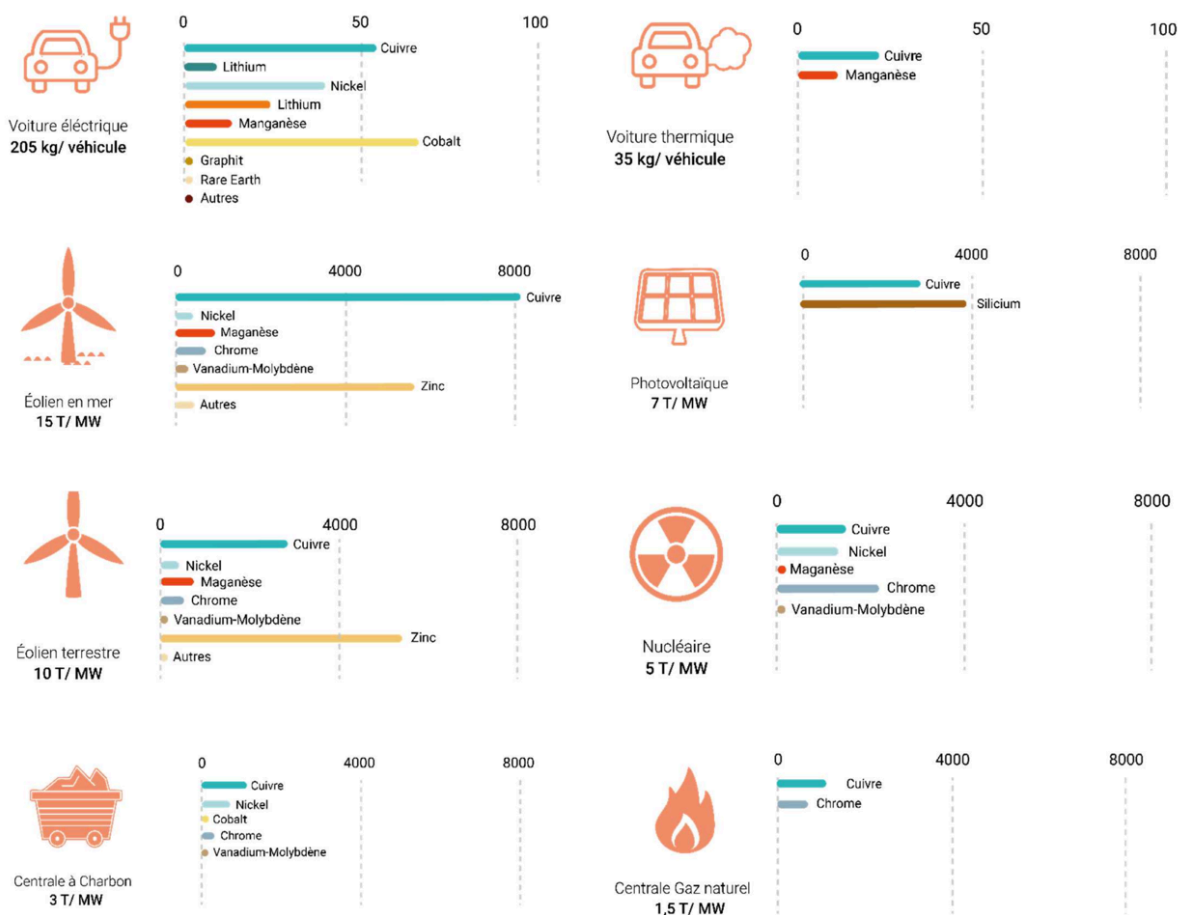 0 50 100
Cuivre
Lithium
Nickel
Lithium
Manganèse
Cobalt
Graphit
Rare Earth
Autres
Voiture éléctrique
205 kg/ véhicule
0 50 100
Cuivre
Manganèse
Voiture thermique
35 kg/ véhicule
0 4000 8000
Cuivre
Nickel
Maganèse
Chrome
Vanadium-Molybdène
Zinc
Autres
Éolien en mer
15 T/ MW
0 4000 8000
Cuivre
Silicium
Photovoltaïque
7 T/ MW
0 4000 8000
Cuivre
Nickel
Maganèse
Chrome
Vanadium-Molybdène
Zinc
Autres
Éolien terrestre
10 T/ MW
0 4000 8000
Cuivre
Nickel
Maganèse
Chrome
Vanadium-Molybdène
Nucléaire
5 T/ MW
0 4000 8000
Cuivre
Nickel
Cobalt
Chrome
Vanadium-Molybdène
Centrale à Charbon
3 T/ MW
0 4000 8000
Cuivre
Chrome
Centrale Gaz naturel
1,5 T/ MW